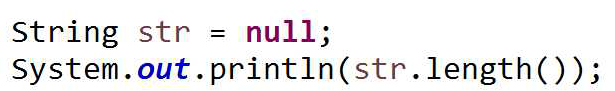 String str = null;
System.out.println(str.length());